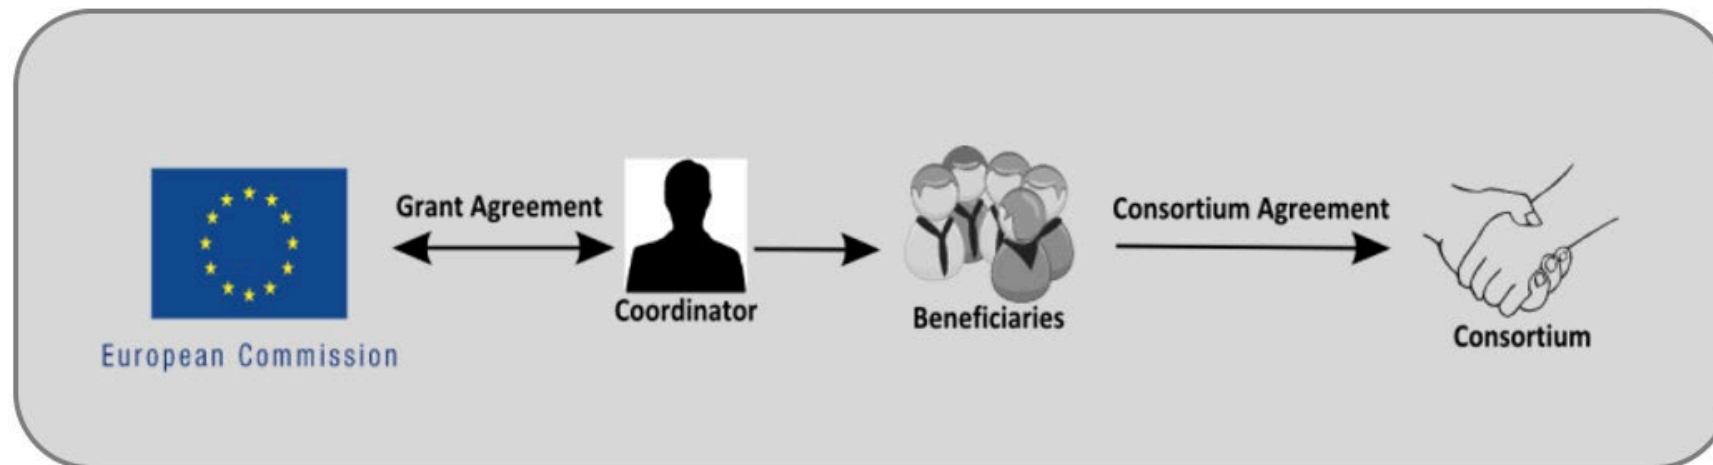 Grant Agreement
Consortium Agreement
Coordinator
Beneficiaries
Consortium
European Commission